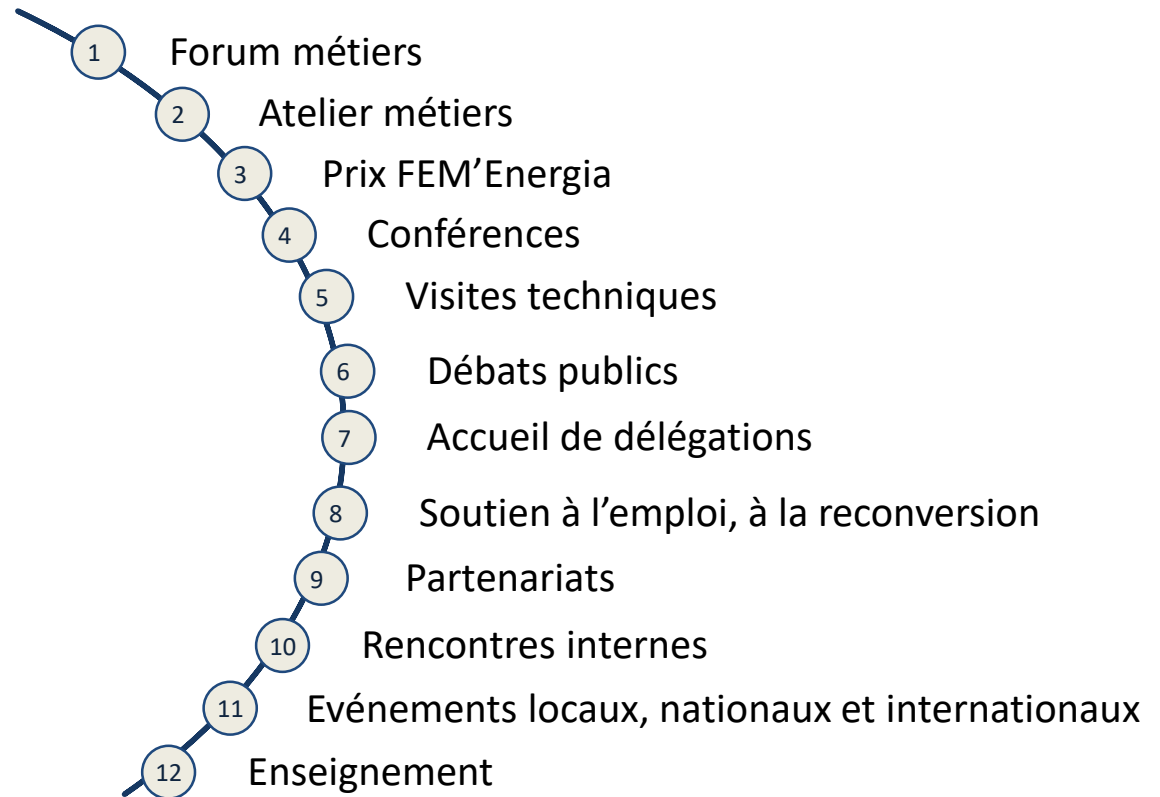 1 Forum métiers
2 Atelier métiers
3 Prix FEM’Energia
4 Conférences
5 Visites techniques
6 Débats publics
7 Accueil de délégations
8 Soutien à l’emploi, à la reconversion
9 Partenariats
10 Rencontres internes
11 Evénements locaux, nationaux et internationaux
12 Enseignement